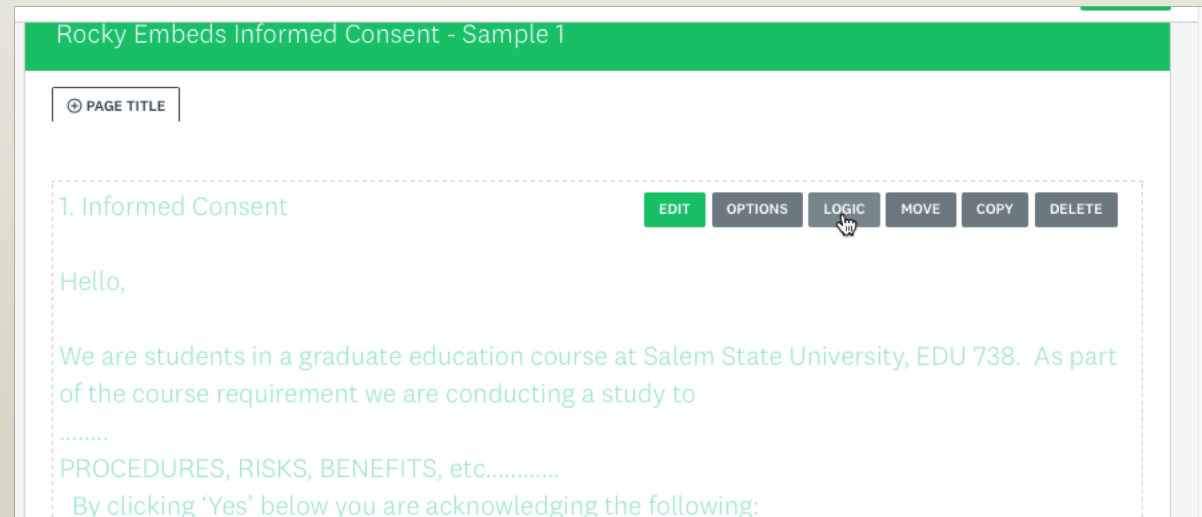 Rocky Embeds Informed Consent - Sample 1
PAGE TITLE
1. Informed Consent
EDIT OPTIONS LOGIC MOVE COPY DELETE
Hello,
We are students in a graduate education course at Salem State University, EDU 738.  As part
of the course requirement we are conducting a study to
........
PROCEDURES, RISKS, BENEFITS, etc............
By clicking ‘Yes’ below you are acknowledging the following: